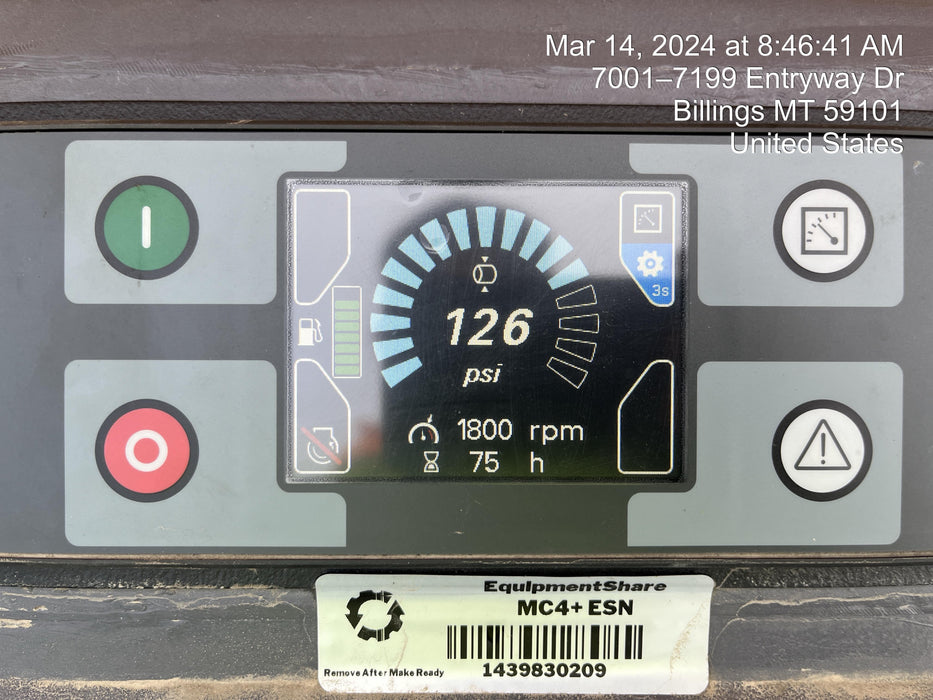 Mar 14, 2024 at 8:46:41 AM
7001–7199 Entryway Dr
Billings MT 59101
United States
3s
126
psi
1800 rpm
75 h
EquipmentShare
MC4+ ESN
Remove After Make Ready
1439830209